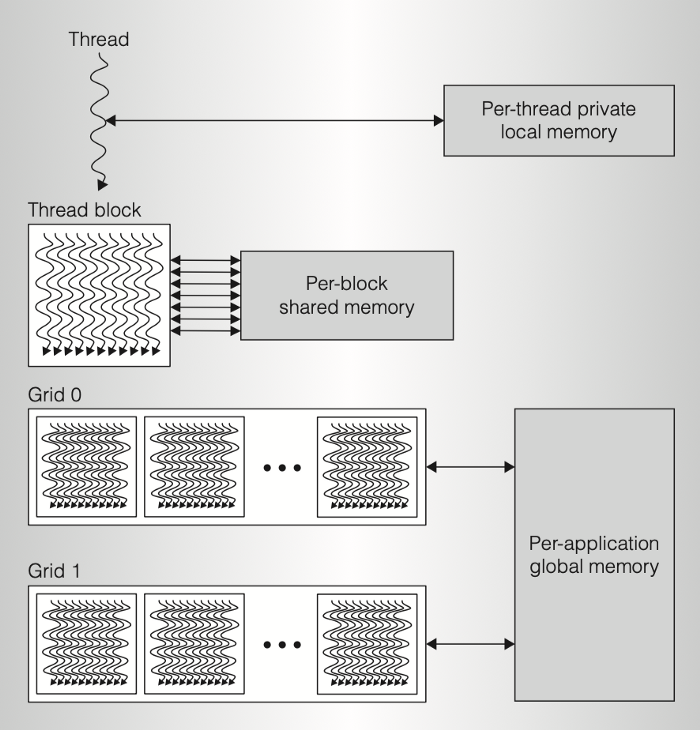 Thread
Per-thread private
local memory
Thread block
Per-block
shared memory
Grid 0
Per-application
global memory
Grid 1